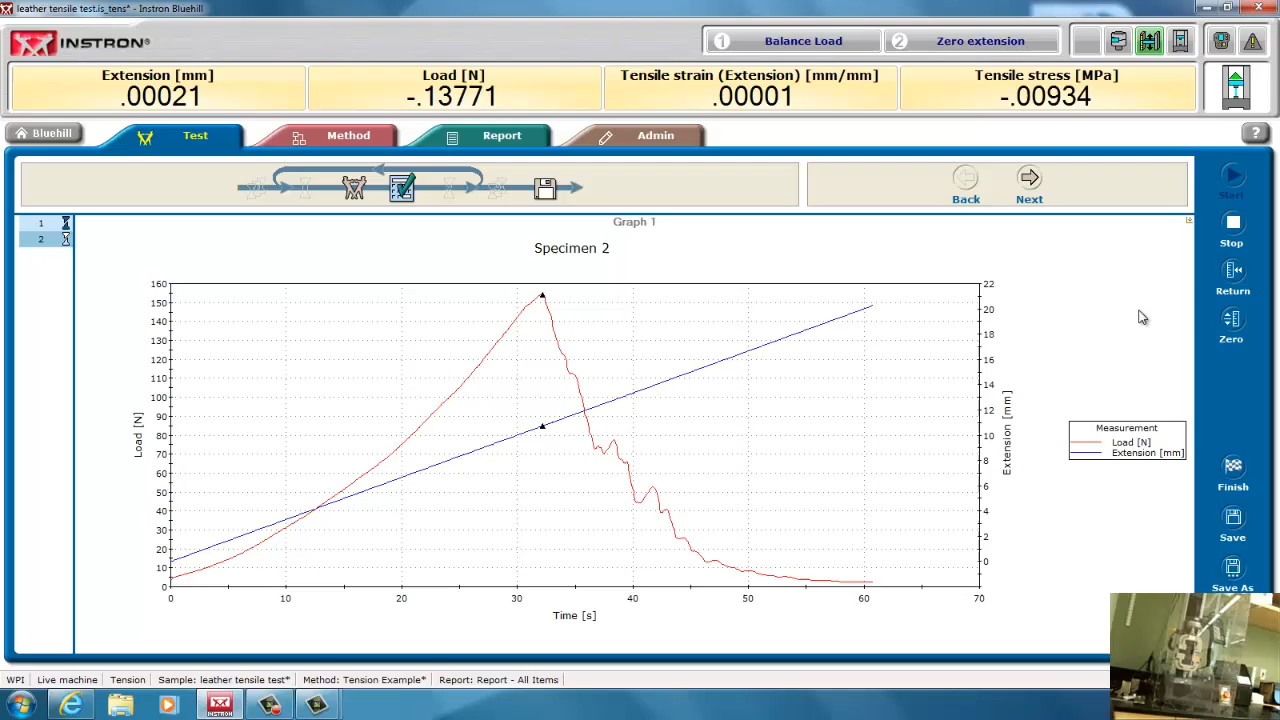 leather tensile test.is_tens* - Instron Bluehill
INSTRON®
1 Balance Load 2 Zero extension
Extension [mm] Load [N] Tensile strain (Extension) [mm/mm] Tensile stress [MPa]
.00021 -.13771 .00001 -.00934
Bluehill Test Method Report Admin ?
Back Next
Start
Stop
Return
Zero
Finish
Save
Save As
1
2
Graph 1
Specimen 2
160 22
150 20
140 18
130 16
120 14
110 12
100 10
90 8
80 6
70 4
60 2
50 0
40
30
20
10
0
Load [N]
Extension [mm]
0 10 20 30 40 50 60 70
Time [s]
Measurement
Load [N]
Extension [mm]
WPI Live machine Tension Sample: leather tensile test* Method: Tension Example* Report: Report - All Items
INSTRON